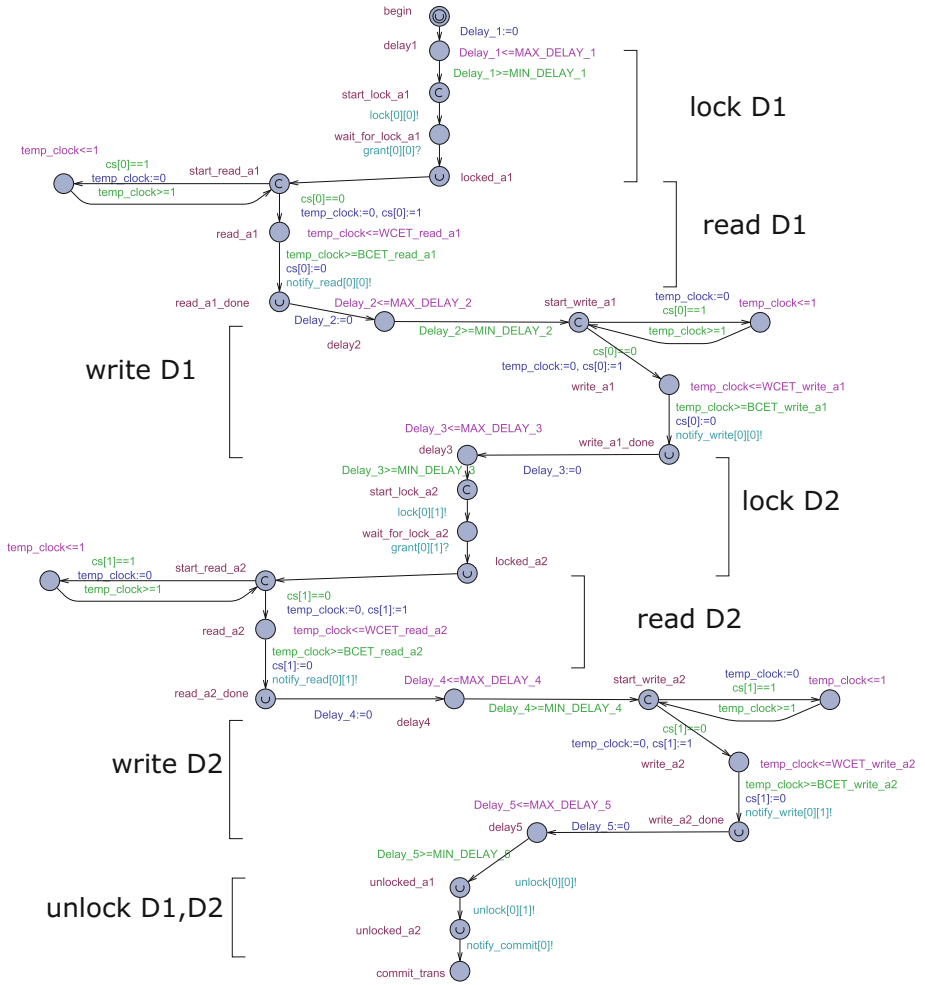 begin
Delay_1:=0
delay1
Delay_1<=MAX_DELAY_1
Delay_1>=MIN_DELAY_1
start_lock_a1
lock D1
lock[0][0]!
wait_for_lock_a1
grant[0][0]?
temp_clock<=1
cs[0]==1
start_read_a1
locked_a1
temp_clock:=0
temp_clock>=1
cs[0]==0
temp_clock:=0, cs[0]:=1
read D1
read_a1
temp_clock<=WCET_read_a1
temp_clock>=BCET_read_a1
cs[0]:=0
notify_read[0][0]!
read_a1_done
Delay_2<=MAX_DELAY_2
start_write_a1
temp_clock:=0
temp_clock<=1
cs[0]==1
Delay_2:=0
Delay_2>=MIN_DELAY_2
temp_clock>=1
delay2
cs[0]==0
write D1
temp_clock:=0, cs[0]:=1
write_a1
temp_clock<=WCET_write_a1
temp_clock>=BCET_write_a1
cs[0]:=0
Delay_3<=MAX_DELAY_3
notify_write[0][0]!
delay3
write_a1_done
Delay_3>=MIN_DELAY_3
Delay_3:=0
start_lock_a2
lock D2
lock[0][1]!
wait_for_lock_a2
grant[0][1]?
temp_clock<=1
cs[1]==1
start_read_a2
locked_a2
temp_clock:=0
temp_clock>=1
cs[1]==0
temp_clock:=0, cs[1]:=1
read D2
read_a2
temp_clock<=WCET_read_a2
temp_clock>=BCET_read_a2
cs[1]:=0
notify_read[0][1]!
read_a2_done
Delay_4<=MAX_DELAY_4
start_write_a2
temp_clock:=0
temp_clock<=1
cs[1]==1
Delay_4:=0
Delay_4>=MIN_DELAY_4
temp_clock>=1
delay4
cs[1]==0
temp_clock:=0, cs[1]:=1
write D2
write_a2
temp_clock<=WCET_write_a2
temp_clock>=BCET_write_a2
cs[1]:=0
Delay_5<=MAX_DELAY_5
notify_write[0][1]!
delay5
Delay_5:=0
write_a2_done
Delay_5>=MIN_DELAY_5
unlocked_a1
unlock[0][0]!
unlock D1,D2
unlock[0][1]!
unlocked_a2
notify_commit[0]!
commit_trans